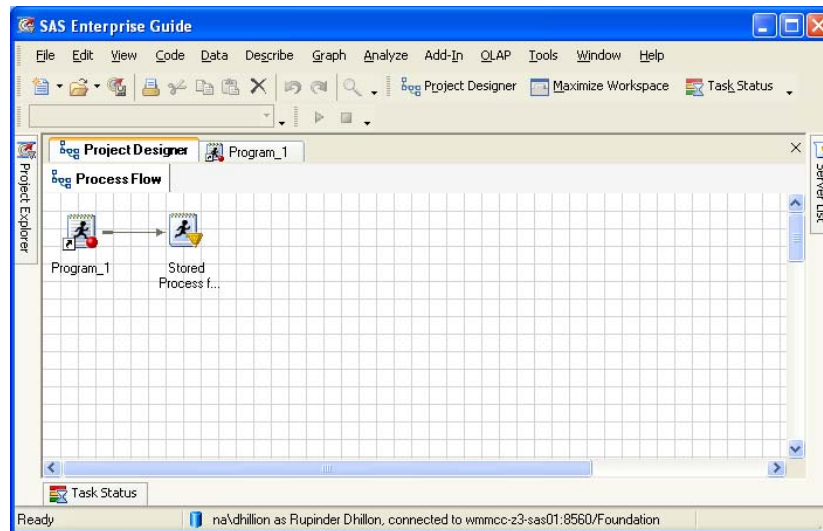 SAS Enterprise Guide
File Edit View Code Data Describe Graph Analyze Add-In OLAP Tools Window Help
Project Designer Maximize Workspace Task Status
Project Designer Program_1
Process Flow
Project Explorer
Server List
Program_1
Stored
Process f...
Task Status
Ready na\dhillion as Rupinder Dhillon, connected to wmmcc-z3-sas01:8560/Foundation